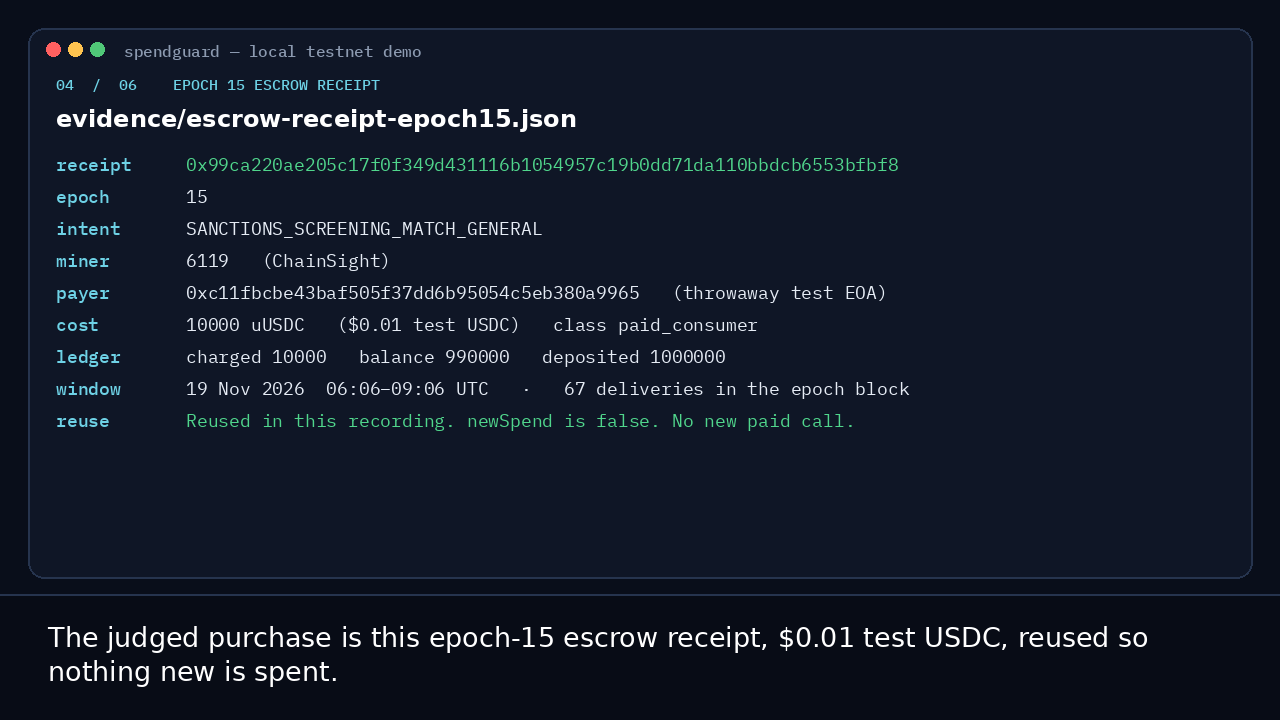 spendguard — local testnet demo
04 / 06 EPOCH 15 ESCROW RECEIPT
evidence/escrow-receipt-epoch15.json
receipt 0x99ca220ae205c17f0f349d431116b1054957c19b0dd71da110bbdcb6553bfbf8
epoch 15
intent SANCTIONS_SCREENING_MATCH_GENERAL
miner 6119 (ChainSight)
payer 0xc11fbcbe43baf505f37dd6b95054c5eb380a9965 (throwaway test EOA)
cost 10000 uUSDC ($0.01 test USDC) class paid_consumer
ledger charged 10000 balance 990000 deposited 1000000
window 19 Nov 2026 06:06–09:06 UTC · 67 deliveries in the epoch block
reuse Reused in this recording. newSpend is false. No new paid call.
The judged purchase is this epoch-15 escrow receipt, $0.01 test USDC, reused so
nothing new is spent.